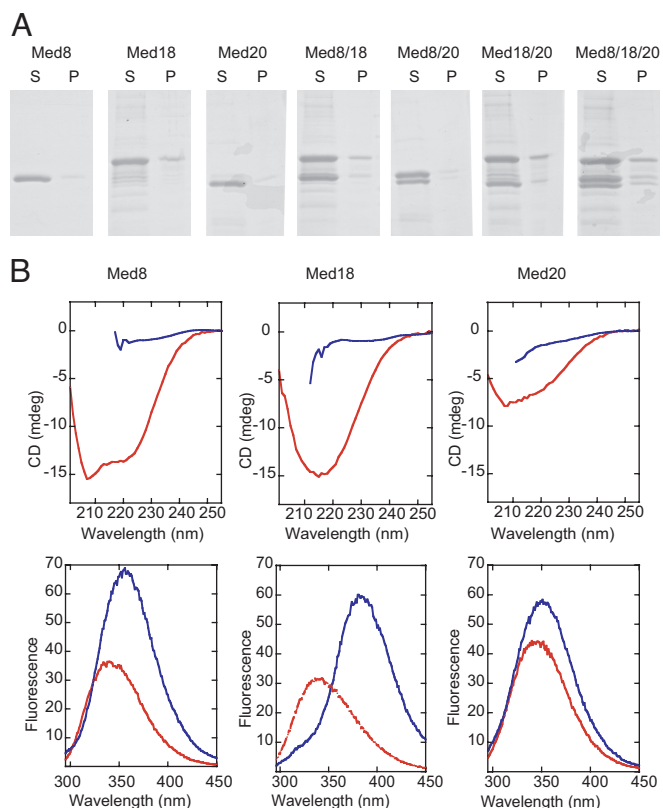 A
Med8 Med18 Med20 Med8/18 Med8/20 Med18/20 Med8/18/20
S P S P S P S P S P S P S P
B
Med8 Med18 Med20
0 0 0
-5 -5 -5
-10 -10 -10
-15 -15 -15
CD (mdeg) CD (mdeg) CD (mdeg)
210 220 230 240 250 210 220 230 240 250 210 220 230 240 250
Wavelength (nm) Wavelength (nm) Wavelength (nm)
70 70 70
60 60 60
50 50 50
40 40 40
30 30 30
20 20 20
10 10 10
Fluorescence Fluorescence Fluorescence
300 350 400 450 300 350 400 450 300 350 400 450
Wavelength (nm) Wavelength (nm) Wavelength (nm)